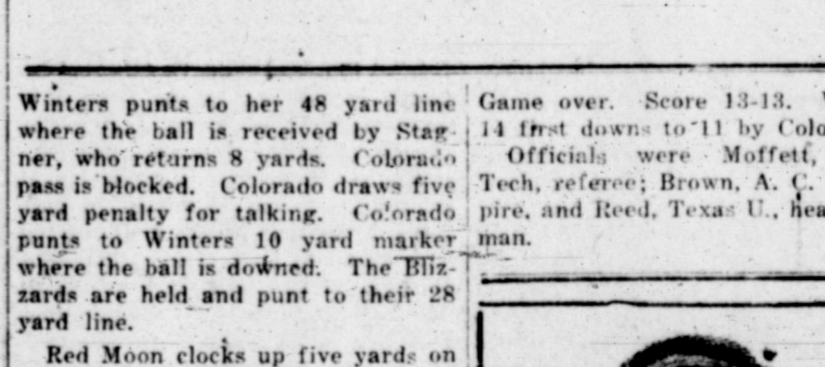 Winters punts to her 48 yard line
where the ball is received by Stag-
ner, who returns 8 yards. Colorado
pass is blocked. Colorado draws five
yard penalty for talking. Colorado
punts to Winters 10 yard marker
where the ball is downed. The Bliz-
zards are held and punt to their 28
yard line.
Red Moon clocks up five yards on
Game over. Score 13-13.
14 first downs to 11 by Colo
Officials were Moffett,
Tech, referee; Brown, A. C.
pire, and Reed, Texas U., hea
man.